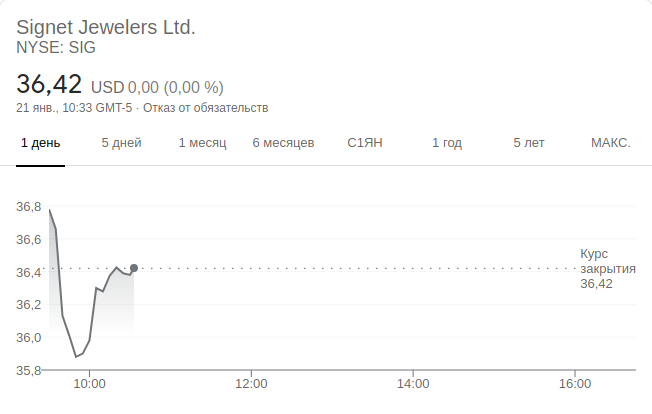 Signet Jewelers Ltd.
NYSE: SIG
36,42 USD 0,00 (0,00 %)
21 янв., 10:33 GMT-5 · Отказ от обязательств
1 день 5 дней 1 месяц 6 месяцев С1ЯН 1 год 5 лет МАКС.
36,8
36,6
Курс
36,4 закрытия
36,42
36,2
36,0
35,8
10:00 12:00 14:00 16:00